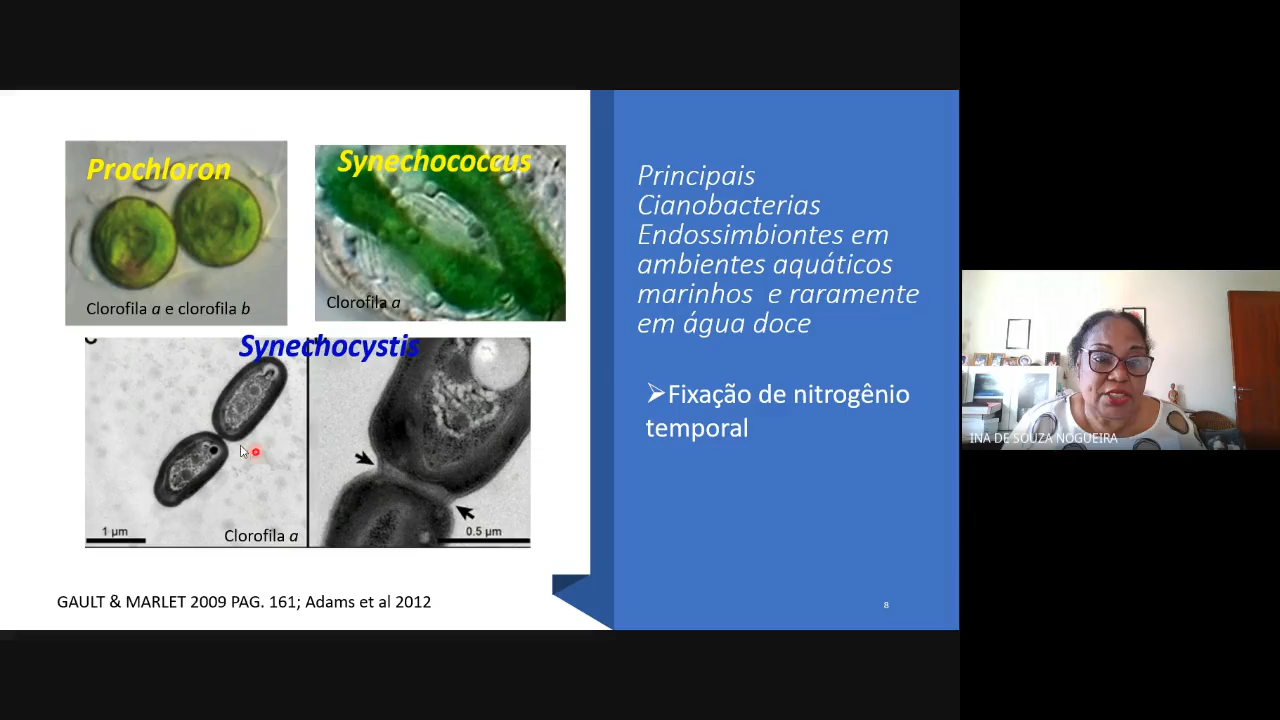 Prochloron
Synechococcus
Clorofila a e clorofila b
Clorofila a
Synechocystis
1 µm
Clorofila a
0.5 µm
GAULT & MARLET 2009 PAG. 161; Adams et al 2012
Principais
Cianobacterias
Endossimbiontes em
ambientes aquáticos
marinhos e raramente
em água doce
➢Fixação de nitrogênio
temporal
8
INA DE SOUZA NOGUEIRA